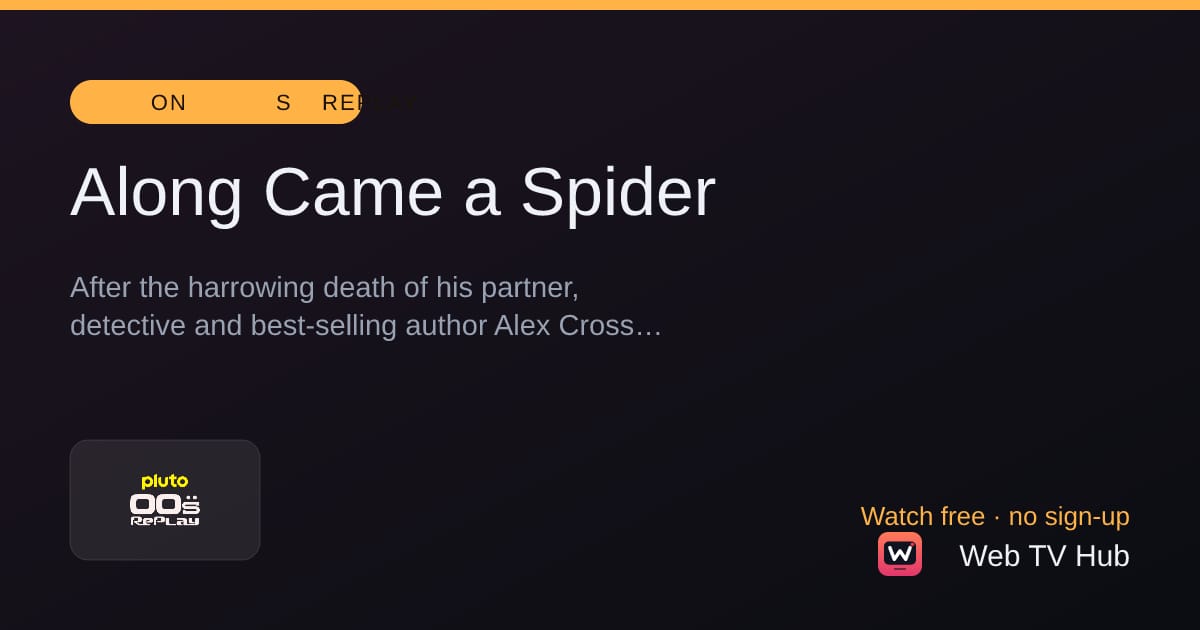 ON S REPLAY
Along Came a Spider
After the harrowing death of his partner,
detective and best-selling author Alex Cross…
pluto
00s
RePLay
Watch free · no sign-up
W
Web TV Hub